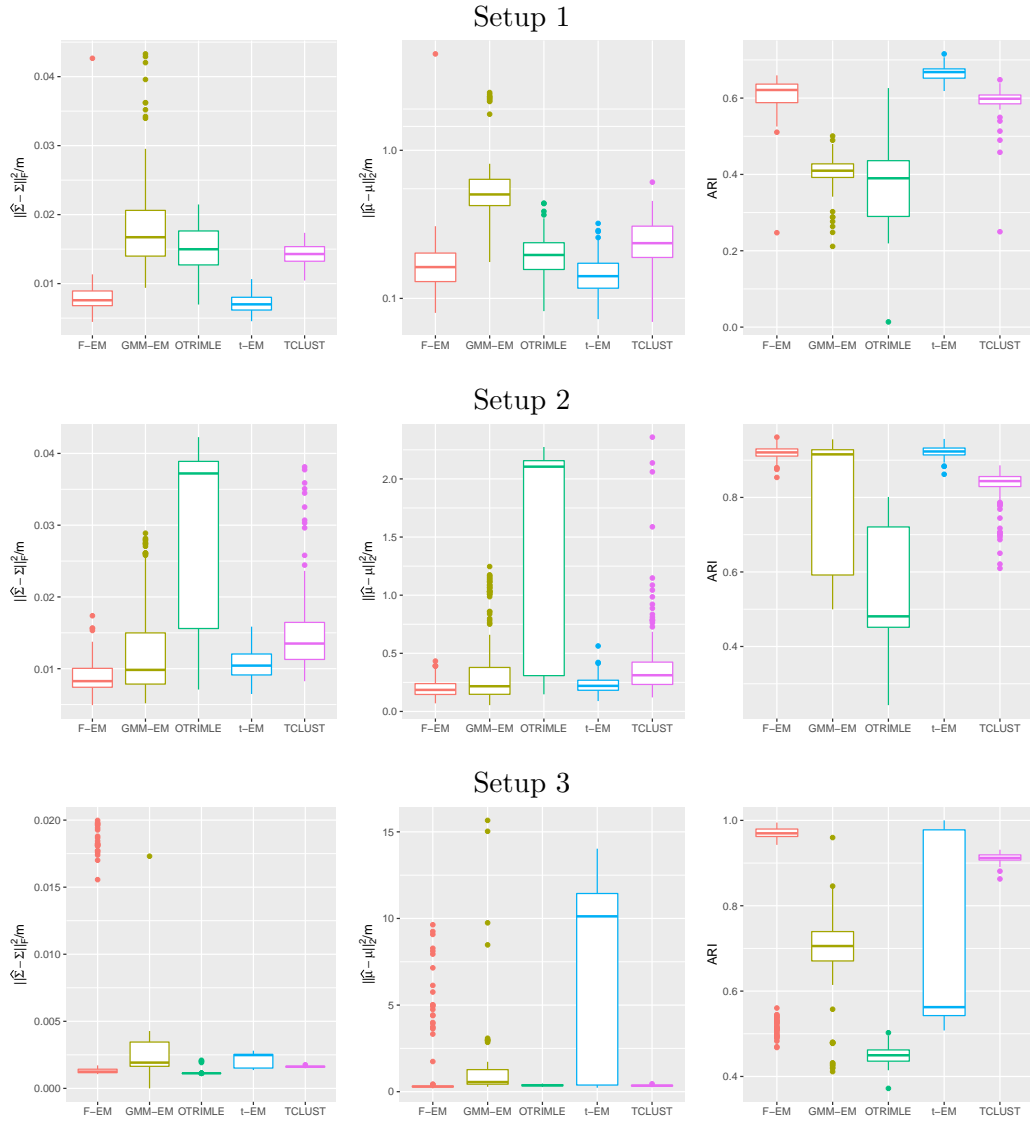 Setup 1
||Σ̂ − Σ||²_F/m
0.04
0.03
0.02
0.01
F−EM GMM−EM OTRIMLE t−EM TCLUST
||μ̂ − μ||²_2/m
1.0
0.1
F−EM GMM−EM OTRIMLE t−EM TCLUST
ARI
0.6
0.4
0.2
0.0
F−EM GMM−EM OTRIMLE t−EM TCLUST
Setup 2
||Σ̂ − Σ||²_F/m
0.04
0.03
0.02
0.01
F−EM GMM−EM OTRIMLE t−EM TCLUST
||μ̂ − μ||²_2/m
2.0
1.5
1.0
0.5
0.0
F−EM GMM−EM OTRIMLE t−EM TCLUST
ARI
0.8
0.6
0.4
F−EM GMM−EM OTRIMLE t−EM TCLUST
Setup 3
||Σ̂ − Σ||²_F/m
0.020
0.015
0.010
0.005
0.000
F−EM GMM−EM OTRIMLE t−EM TCLUST
||μ̂ − μ||²_2/m
15
10
5
0
F−EM GMM−EM OTRIMLE t−EM TCLUST
ARI
1.0
0.8
0.6
0.4
F−EM GMM−EM OTRIMLE t−EM TCLUST